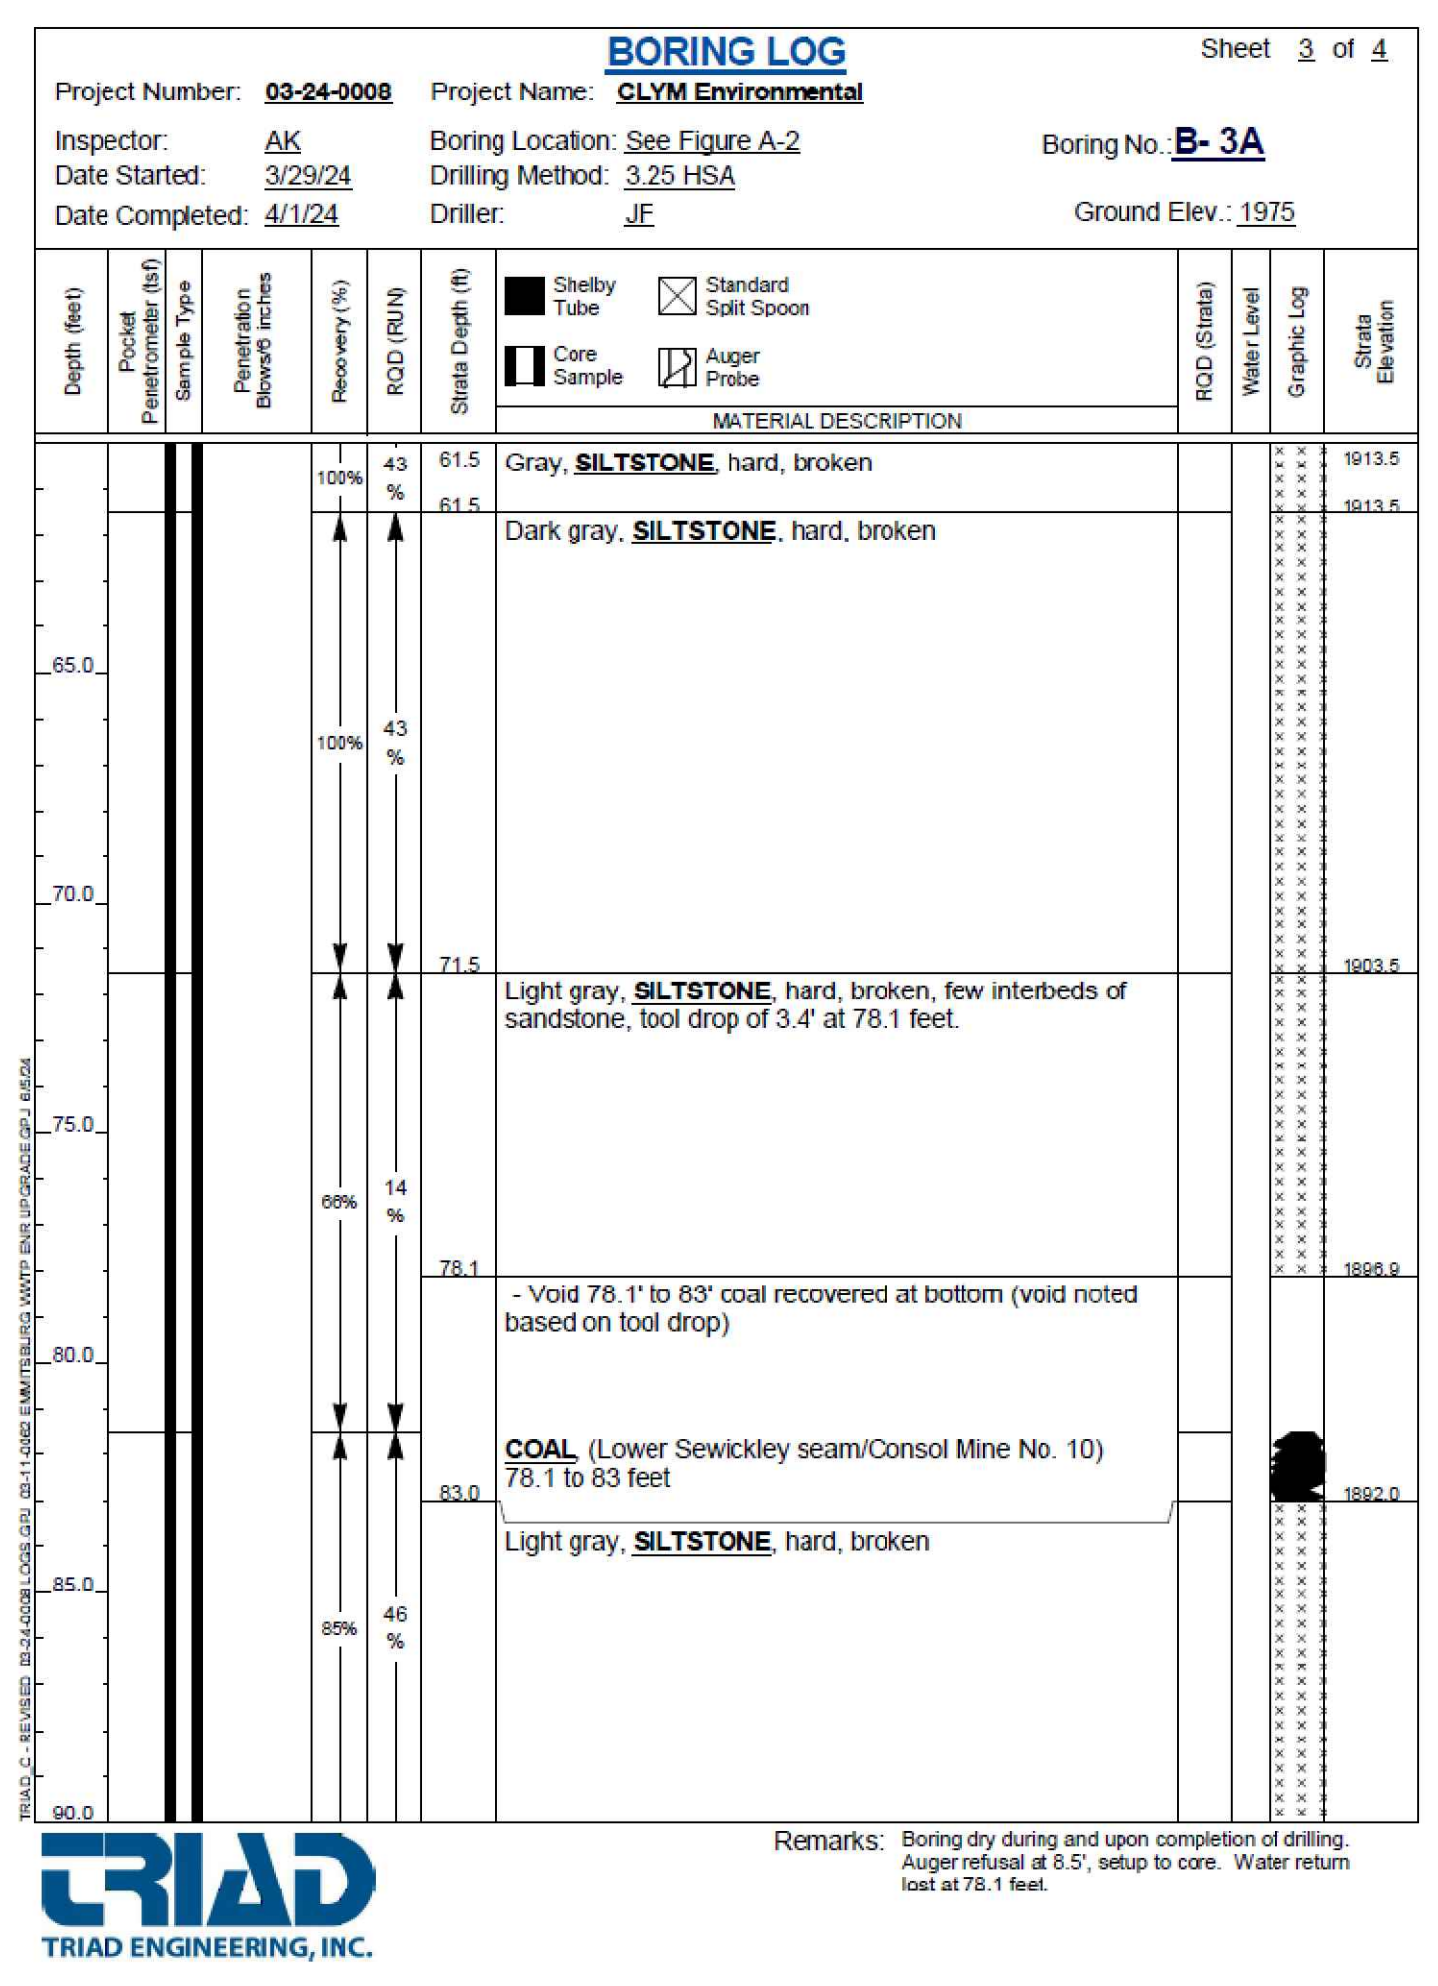 BORING LOG
Sheet 3 of 4
Project Number: 03-24-0008 Project Name: CLYM Environmental
Inspector: AK Boring Location: See Figure A-2
Boring No.: B- 3A
Date Started: 3/29/24 Drilling Method: 3.25 HSA
Date Completed: 4/1/24 Driller: JF
Ground Elev.: 1975
Depth (feet)
Pocket
Penetrometer (tsf)
Sample Type
Penetration
Blows/6 inches
Recovery (%)
RQD (RUN)
Strata Depth (ft)
Shelby
Tube
Standard
Split Spoon
Core
Sample
Auger
Probe
MATERIAL DESCRIPTION
RQD (Strata)
Water Level
Graphic Log
Strata
Elevation
100%
43
%
61.5 Gray, SILTSTONE, hard, broken 1913.5
61.5 1913.5
Dark gray, SILTSTONE, hard, broken
65.0
100%
43
%
70.0
71.5 1903.5
Light gray, SILTSTONE, hard, broken, few interbeds of
sandstone, tool drop of 3.4' at 78.1 feet.
75.0
66%
14
%
78.1 1896.9
- Void 78.1' to 83' coal recovered at bottom (void noted
based on tool drop)
80.0
COAL, (Lower Sewickley seam/Consol Mine No. 10)
78.1 to 83 feet
83.0 1892.0
Light gray, SILTSTONE, hard, broken
85.0
85%
46
%
90.0
TRIAD_C - REVISED 03-24-0008 LOGS.GPJ 03-11-0362 EMMITSBURG WWTP ENR UPGRADE.GPJ 6/5/24
TRIAD
TRIAD ENGINEERING, INC.
Remarks: Boring dry during and upon completion of drilling.
Auger refusal at 8.5', setup to core. Water return
lost at 78.1 feet.